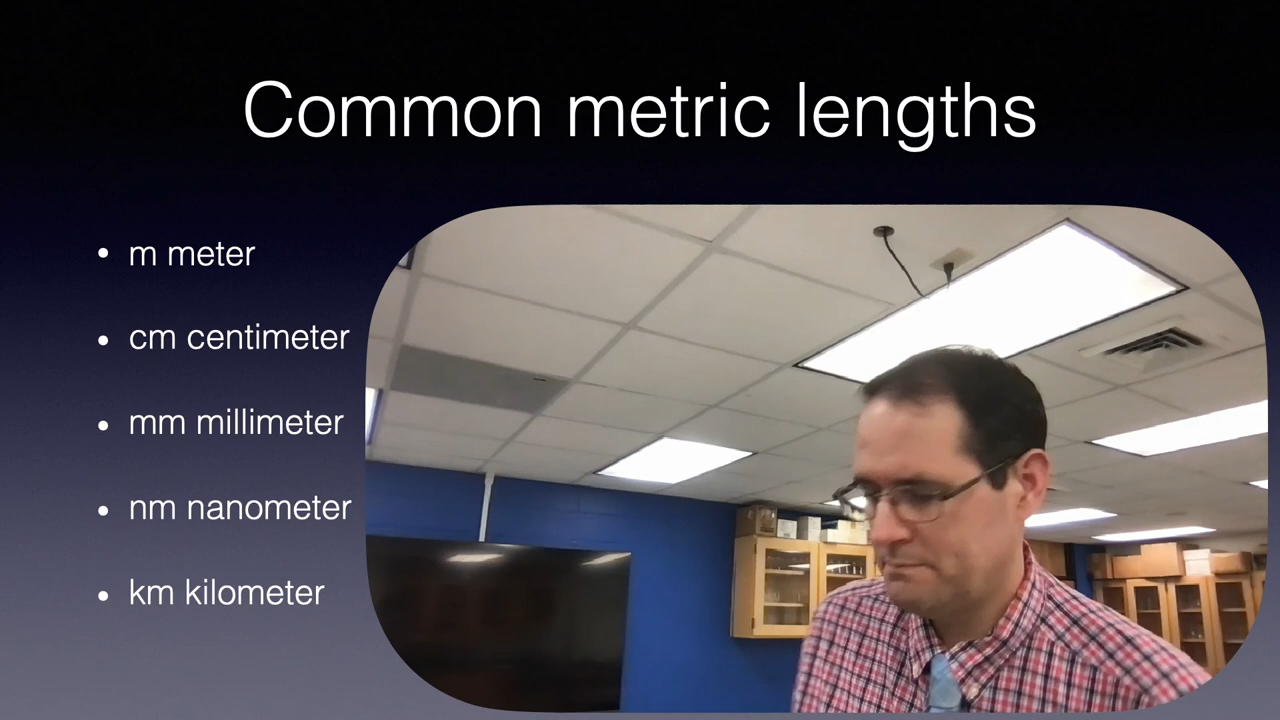 Common metric lengths
m meter
cm centimeter
mm millimeter
nm nanometer
km kilometer